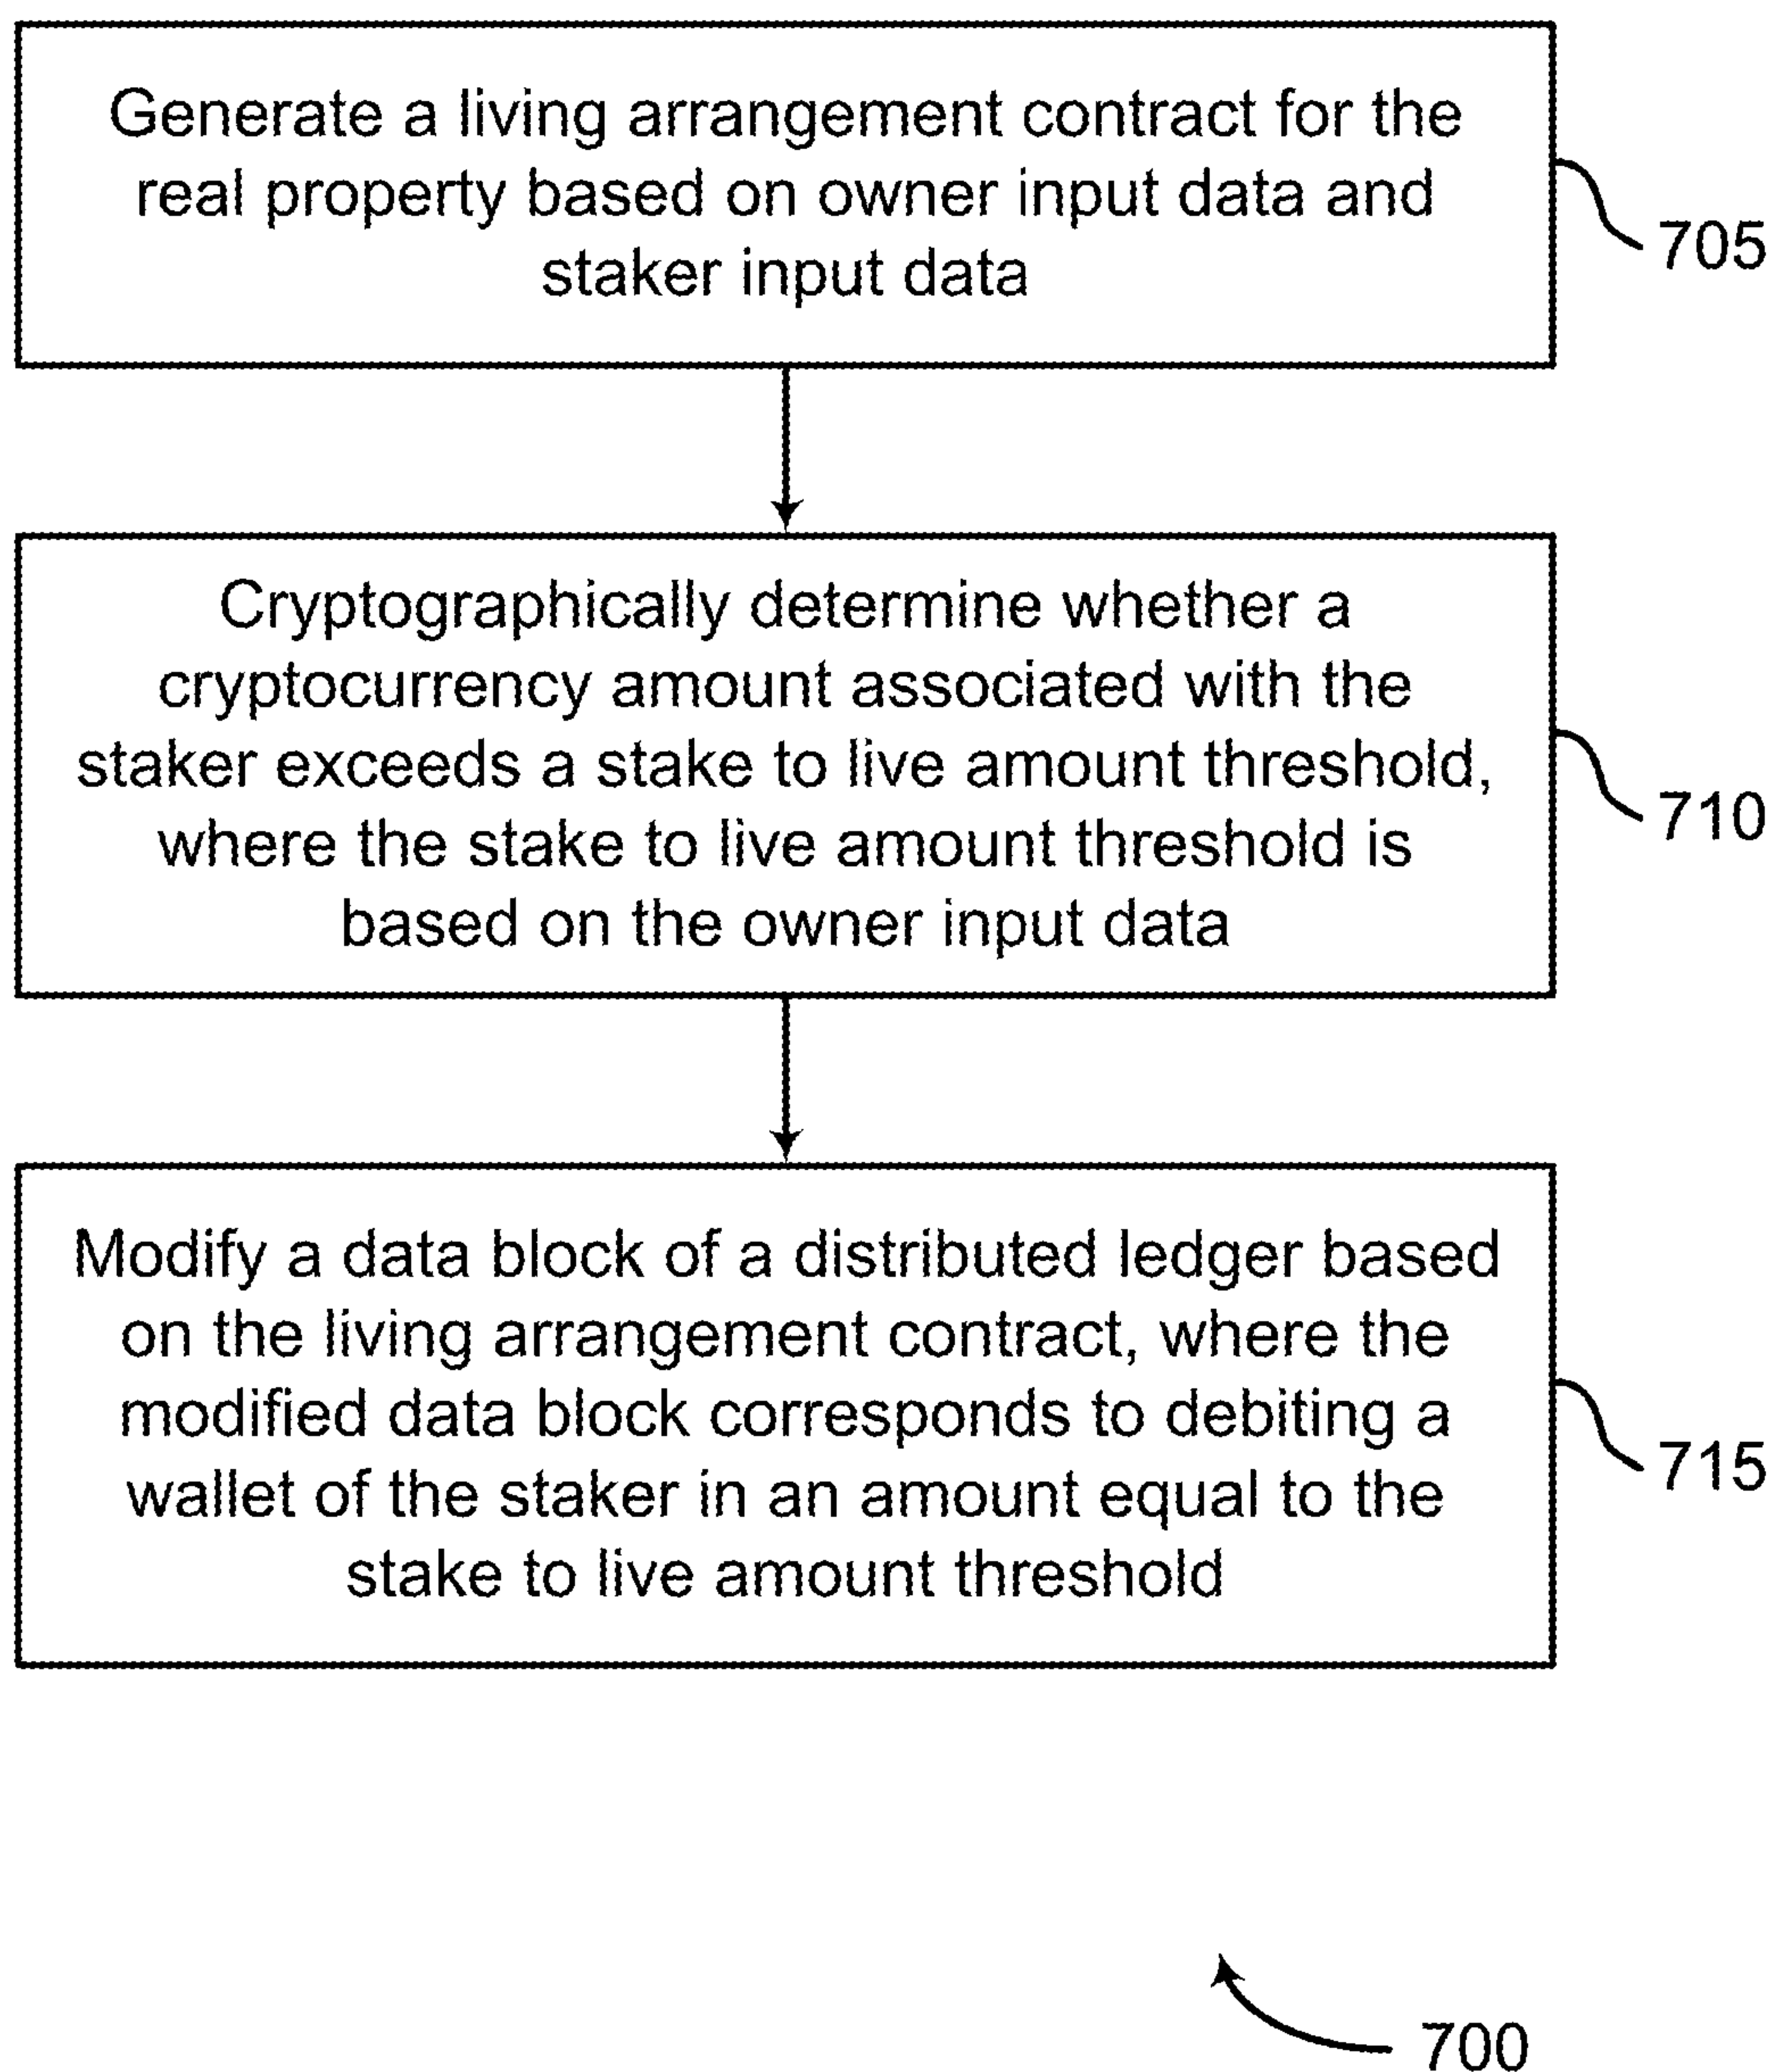 Generate a living arrangement contract for the
real property based on owner input data and
staker input data
705
Cryptographically determine whether a
cryptocurrency amount associated with the
staker exceeds a stake to live amount threshold,
where the stake to live amount threshold is
based on the owner input data
710
Modify a data block of a distributed ledger based
on the living arrangement contract, where the
modified data block corresponds to debiting a
wallet of the staker in an amount equal to the
stake to live amount threshold
715
700